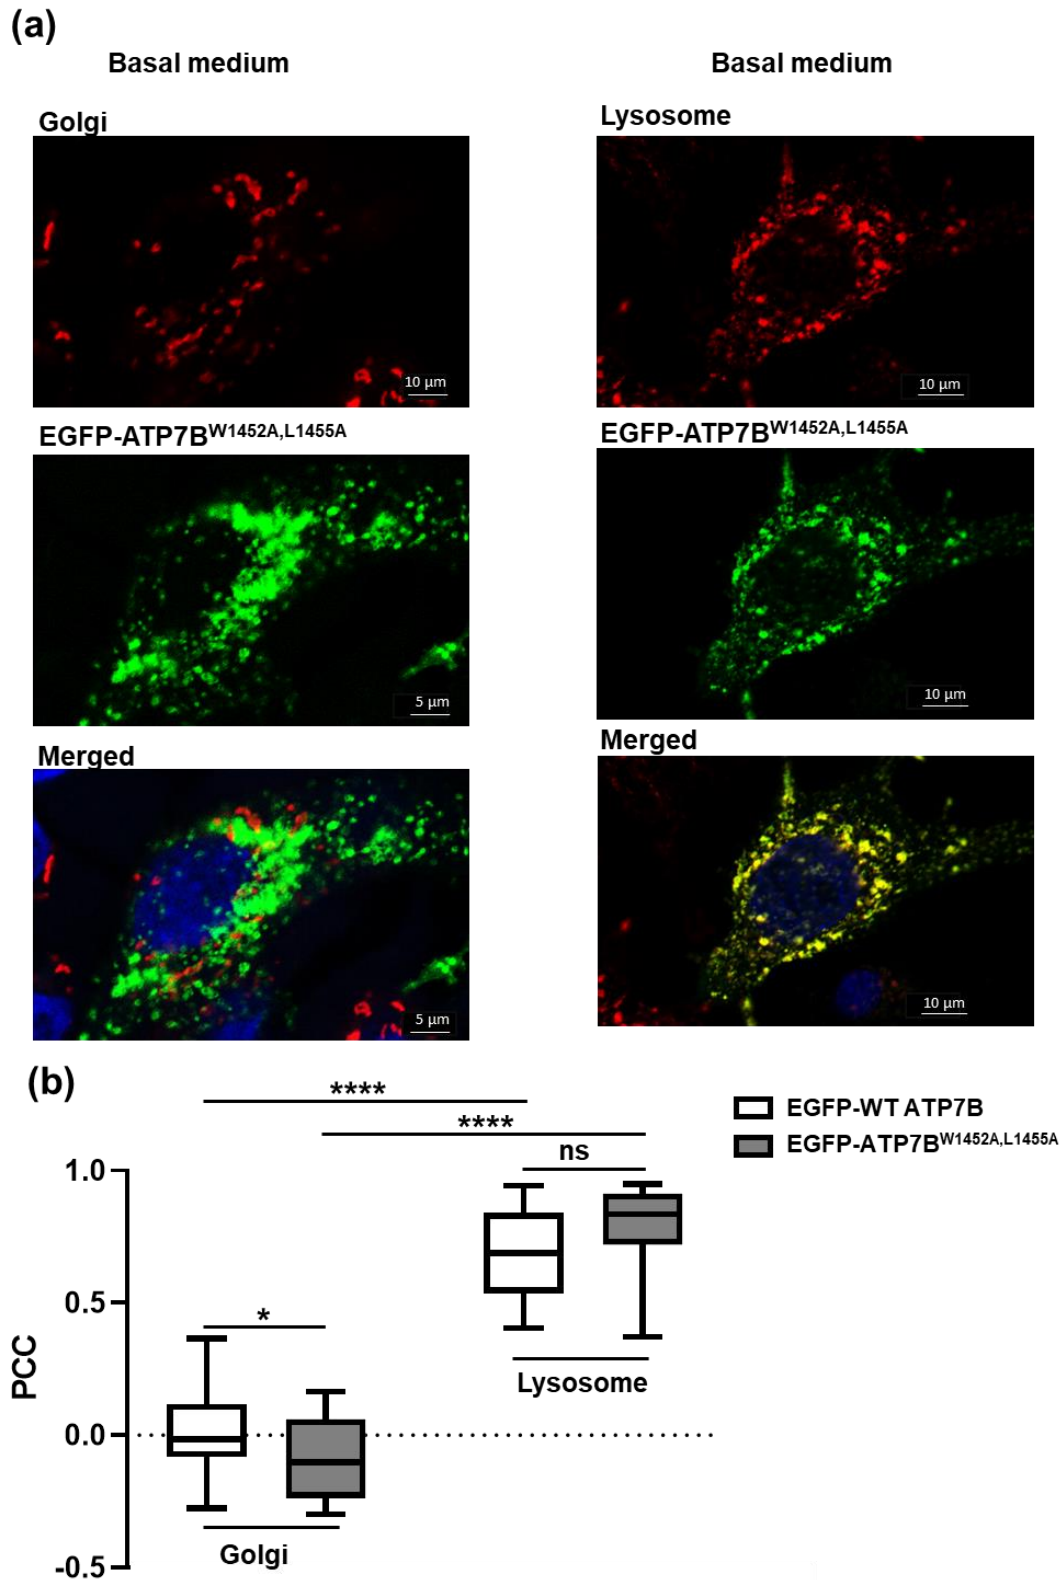 (a)
Basal medium
Basal medium
Golgi
Lysosome
10 µm
10 µm
EGFP-ATP7BW1452A,L1455A
EGFP-ATP7BW1452A,L1455A
5 µm
10 µm
Merged
Merged
5 µm
10 µm
(b)
****
****
ns
EGFP-WT ATP7B
EGFP-ATP7BW1452A,L1455A
1.0
0.5
*
PCC
Lysosome
0.0
Golgi
-0.5